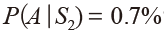 P(A|S₂) = 0.7%